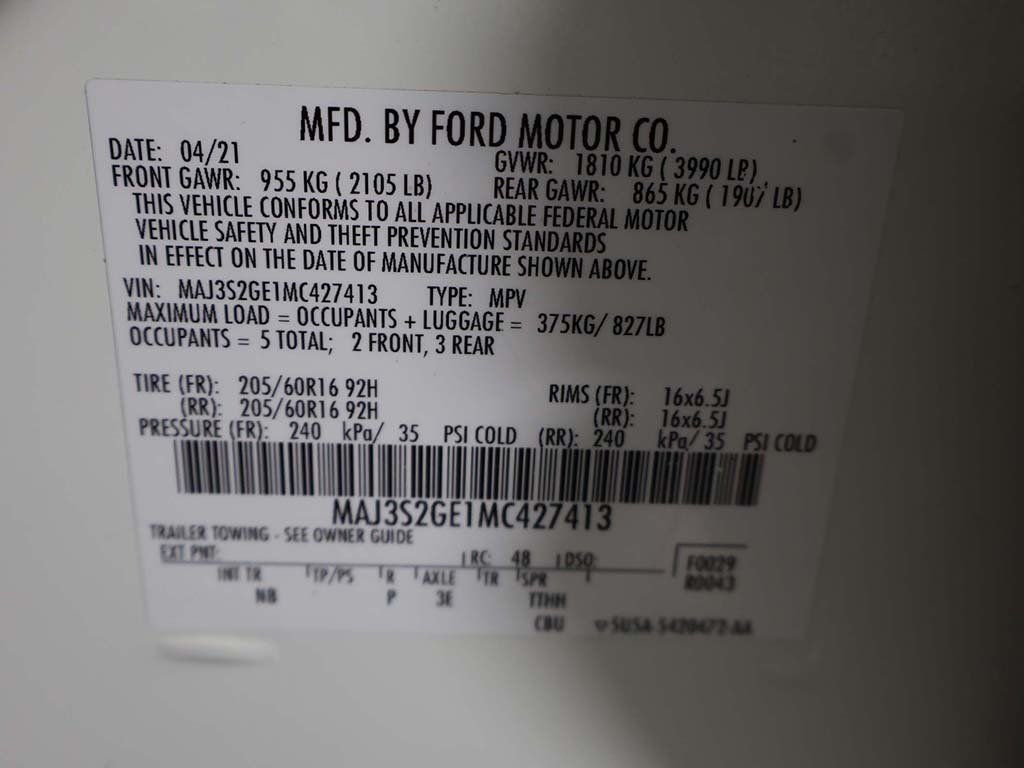 MFD. BY FORD MOTOR CO.
DATE: 04/21 GVWR: 1810 KG ( 3990 LB)
FRONT GAWR: 955 KG ( 2105 LB) REAR GAWR: 865 KG ( 1907 LB)
THIS VEHICLE CONFORMS TO ALL APPLICABLE FEDERAL MOTOR
VEHICLE SAFETY AND THEFT PREVENTION STANDARDS
IN EFFECT ON THE DATE OF MANUFACTURE SHOWN ABOVE.
VIN: MAJ3S2GE1MC427413 TYPE: MPV
MAXIMUM LOAD = OCCUPANTS + LUGGAGE = 375KG/ 827LB
OCCUPANTS = 5 TOTAL; 2 FRONT, 3 REAR
TIRE (FR): 205/60R16 92H RIMS (FR): 16x6.5J
(RR): 205/60R16 92H (RR): 16x6.5J
PRESSURE (FR): 240 kPa/ 35 PSI COLD (RR): 240 kPa/ 35 PSI COLD
MAJ3S2GE1MC427413
TRAILER TOWING - SEE OWNER GUIDE
EXT PNT: RC: 48 DSO: F0029
INT TR TP/PS R AXLE TR SPR R0043
NB P 3E TTHH
CBU